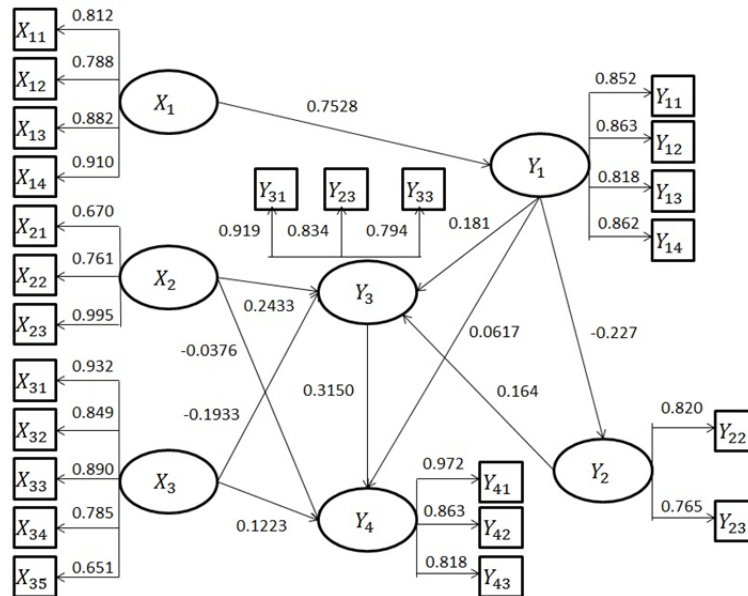 X₁₁
0.812
X₁₂
0.788
X₁₃
0.882
X₁₄
0.910
X₁
0.7528
Y₁
0.852
Y₁₁
0.863
Y₁₂
0.818
Y₁₃
0.862
Y₁₄
Y₃₁
Y₂₃
Y₃₃
0.919
0.834
0.794
0.181
X₂₁
0.670
X₂₂
0.761
X₂₃
0.995
X₂
0.2433
Y₃
-0.0376
0.0617
-0.227
X₃₁
0.932
X₃₂
0.849
X₃₃
0.890
X₃₄
0.785
X₃₅
0.651
X₃
-0.1933
0.3150
0.164
0.1223
Y₄
0.972
Y₄₁
0.863
Y₄₂
0.818
Y₄₃
Y₂
0.820
Y₂₂
0.765
Y₂₃